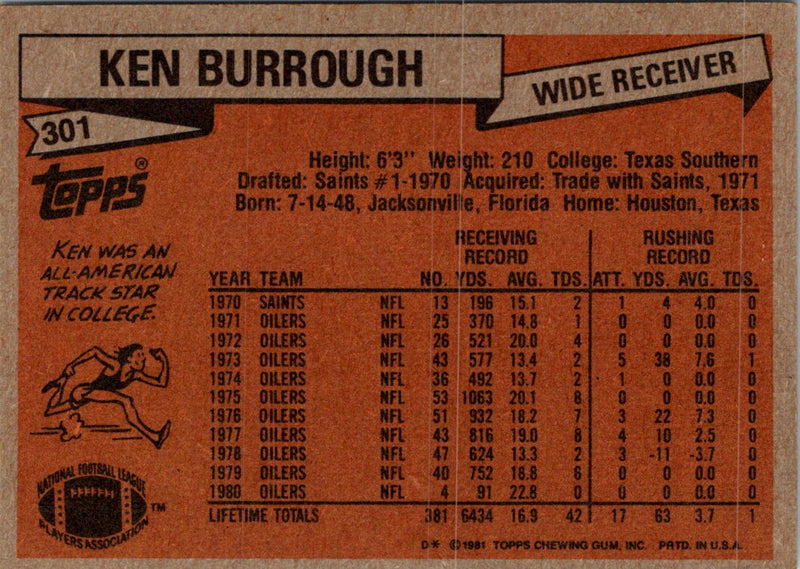 KEN BURROUGH
WIDE RECEIVER
301
Topps®
Height: 6'3" Weight: 210 College: Texas Southern
Drafted: Saints #1-1970 Acquired: Trade with Saints, 1971
Born: 7-14-48, Jacksonville, Florida Home: Houston, Texas
KEN WAS AN
ALL-AMERICAN
TRACK STAR
IN COLLEGE.
RECEIVING RUSHING
RECORD RECORD
YEAR TEAM NO. YDS. AVG. TDS. ATT. YDS. AVG. TDS.
1970 SAINTS NFL 13 196 15.1 2 1 4 4.0 0
1971 OILERS NFL 25 370 14.8 1 0 0 0.0 0
1972 OILERS NFL 26 521 20.0 4 0 0 0.0 0
1973 OILERS NFL 43 577 13.4 2 5 38 7.6 1
1974 OILERS NFL 36 492 13.7 2 1 0 0.0 0
1975 OILERS NFL 53 1063 20.1 8 0 0 0.0 0
1976 OILERS NFL 51 932 18.2 7 3 22 7.3 0
1977 OILERS NFL 43 816 19.0 8 4 10 2.5 0
1978 OILERS NFL 47 624 13.3 2 3 -11 -3.7 0
1979 OILERS NFL 40 752 18.8 6 0 0 0.0 0
1980 OILERS NFL 4 91 22.8 0 0 0 0.0 0
LIFETIME TOTALS 381 6434 16.9 42 17 63 3.7 1
NATIONAL FOOTBALL LEAGUE
PLAYERS ASSOCIATION
TM
D* © 1981 TOPPS CHEWING GUM, INC. PRTD. IN U.S.A.